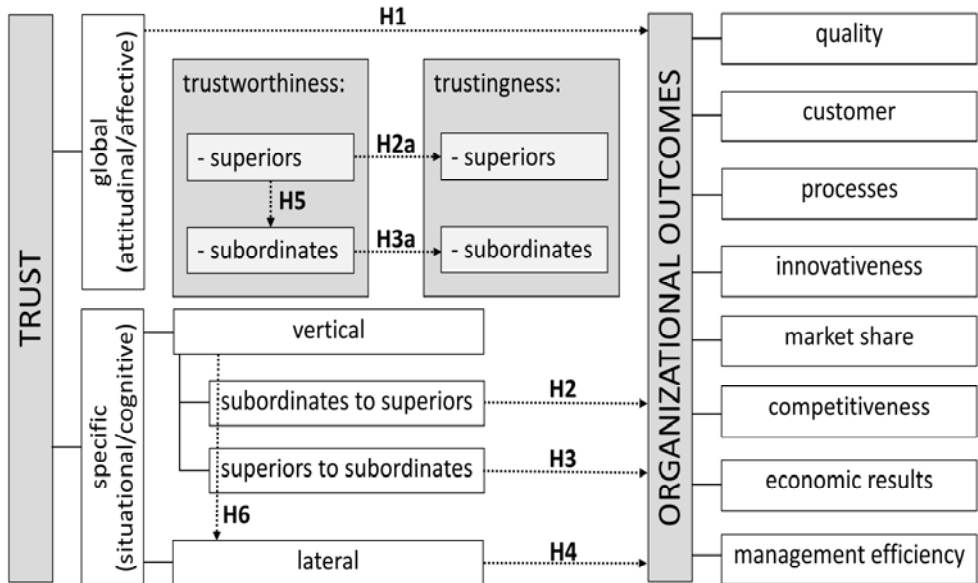 TRUST
global
(attitudinal/affective)
H1
trustworthiness:
trustingness:
- superiors
H2a
- superiors
H5
- subordinates
H3a
- subordinates
specific
(situational/cognitive)
vertical
subordinates to superiors
H2
superiors to subordinates
H3
H6
lateral
H4
ORGANIZATIONAL OUTCOMES
quality
customer
processes
innovativeness
market share
competitiveness
economic results
management efficiency